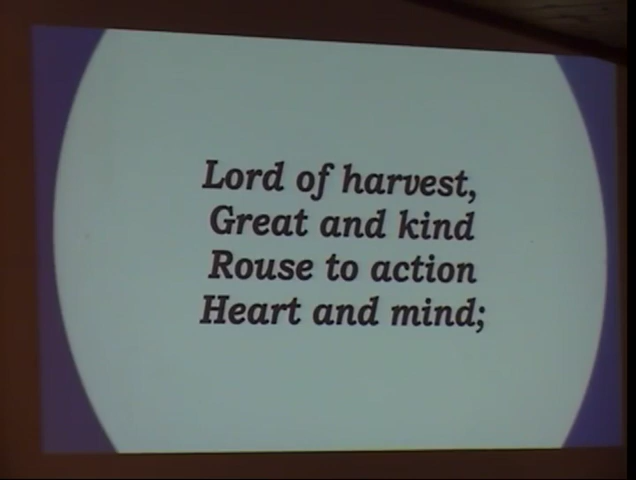 Lord of harvest,
Great and kind
Rouse to action
Heart and mind;